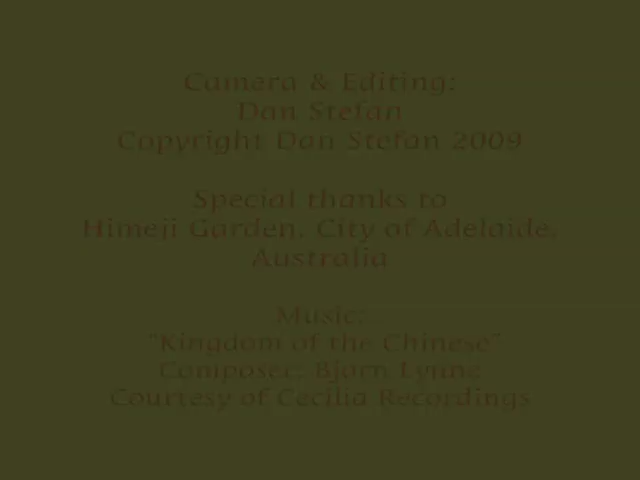 Camera & Editing:
Dan Stefan
Copyright Dan Stefan 2009
Special thanks to
Himeji Garden, City of Adelaide,
Australia
Music:
"Kingdom of the Chinese"
Composer: Bjorn Lynne
Courtesy of Cecilia Recordings